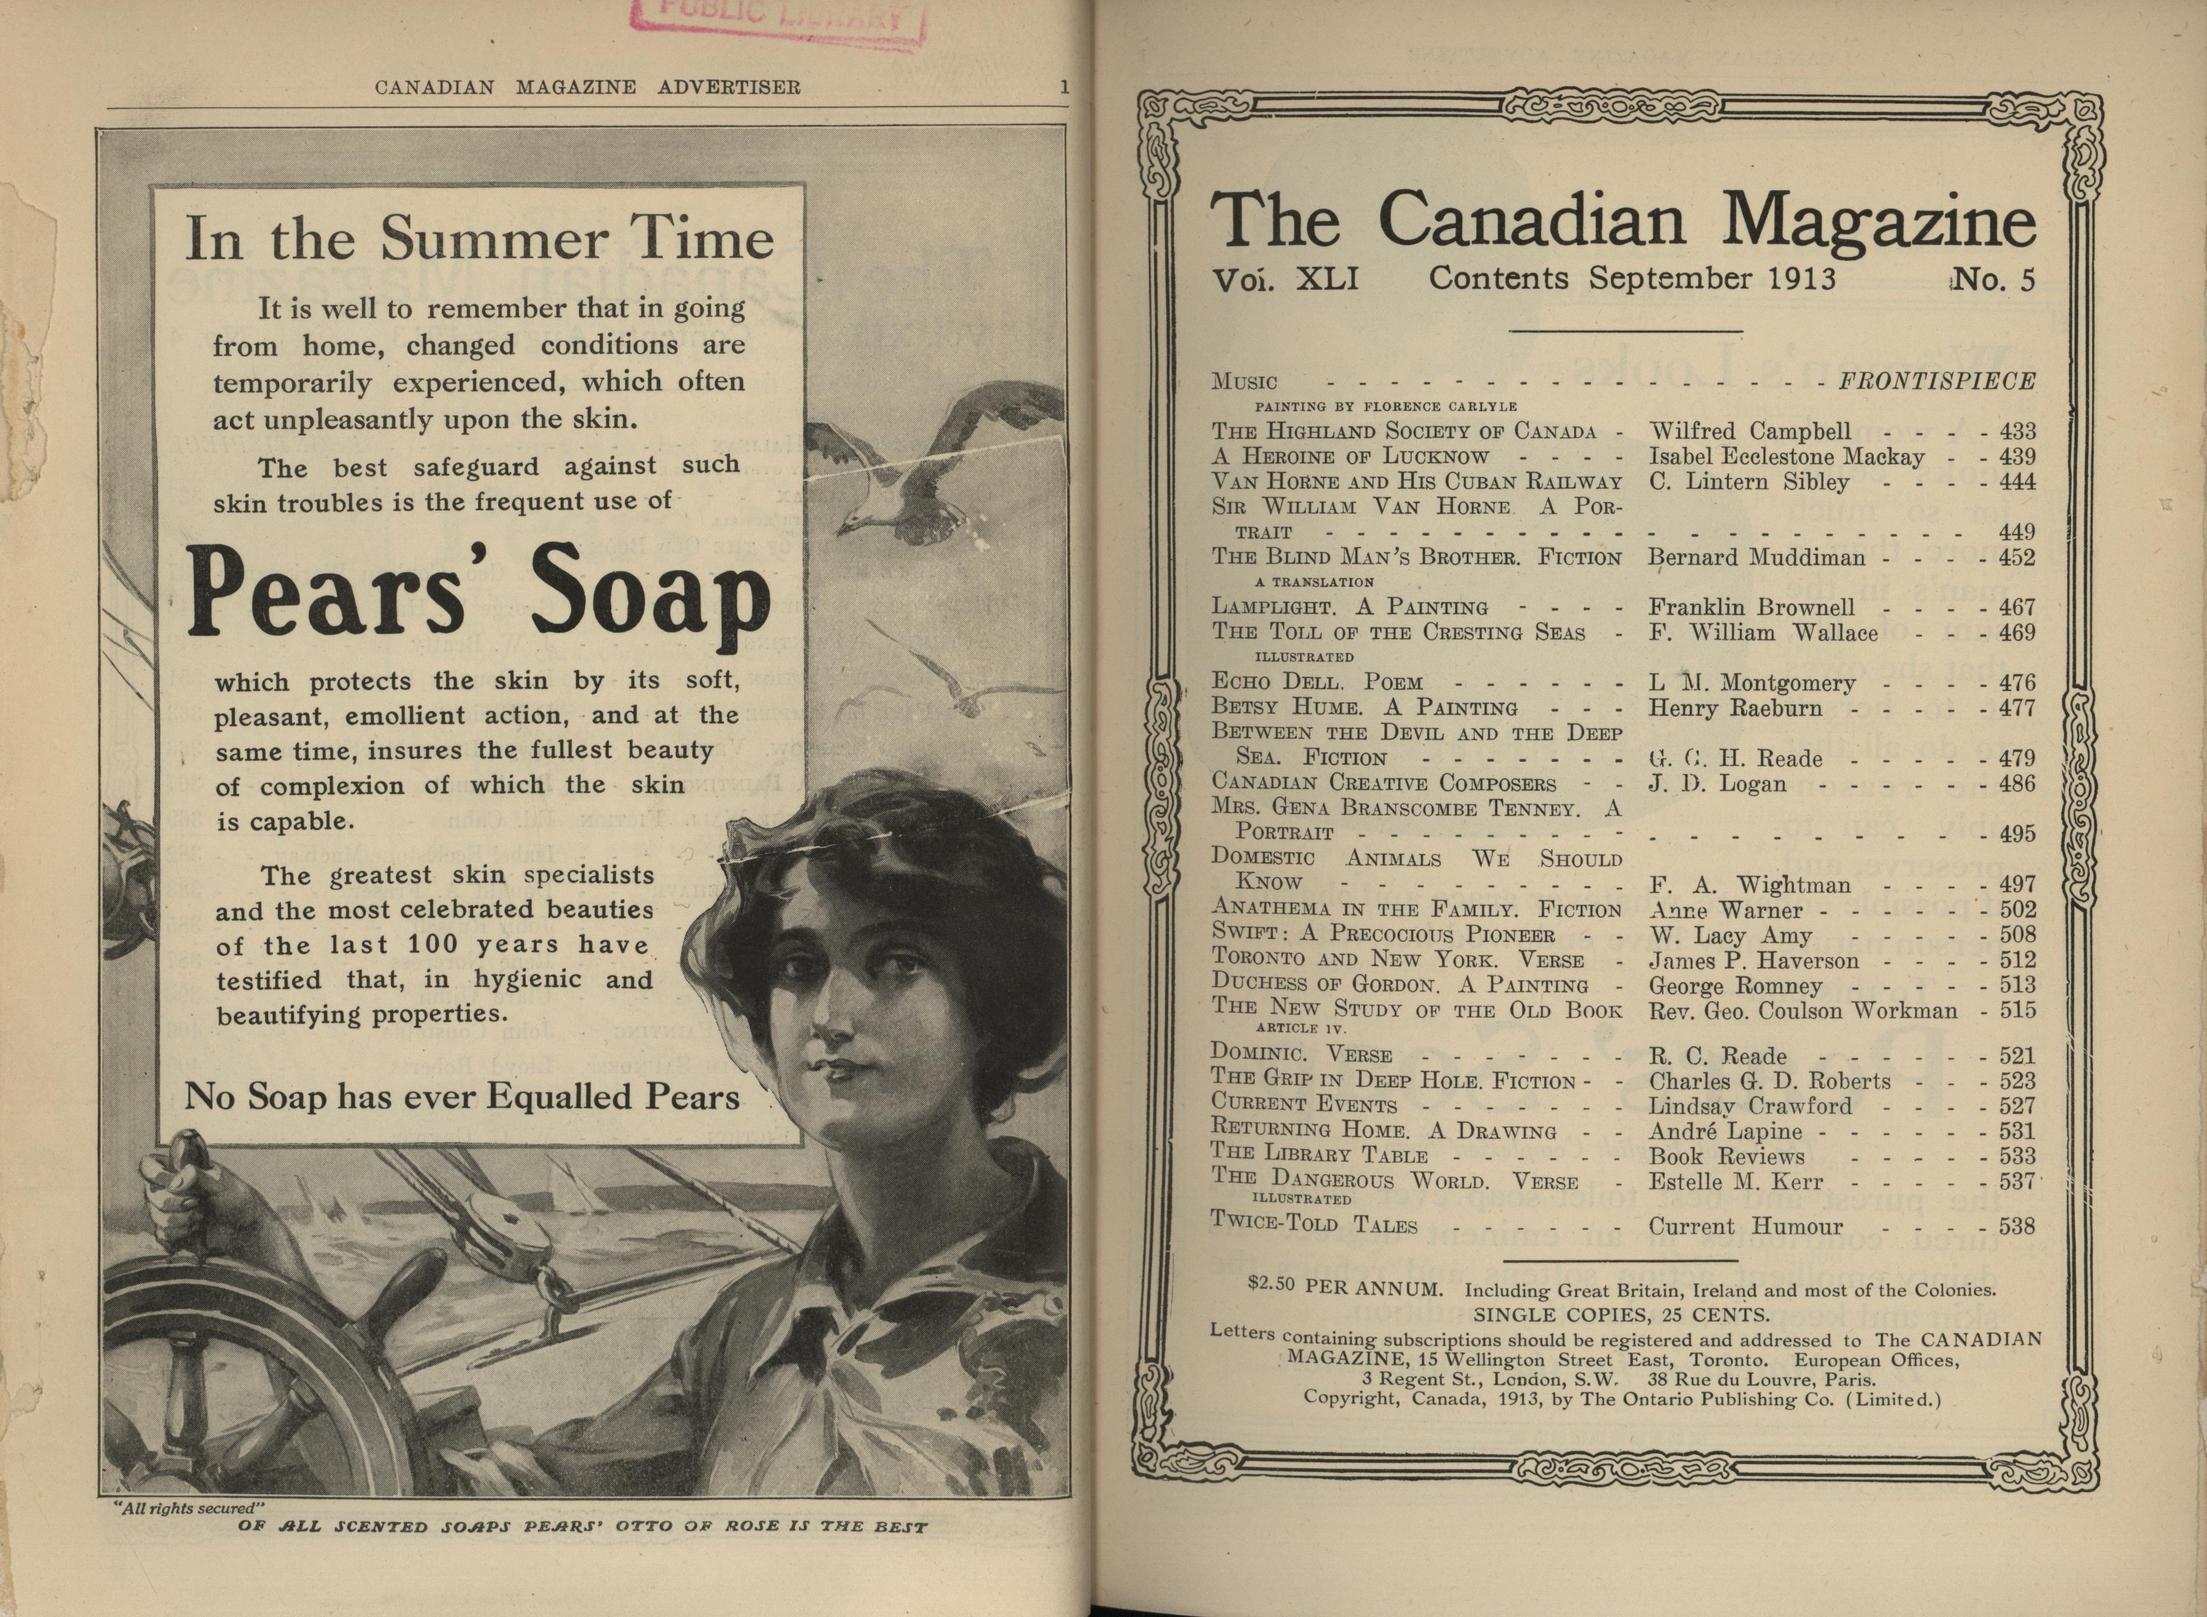 PUBLIC LIBRARY
CANADIAN MAGAZINE ADVERTISER 1
In the Summer Time
It is well to remember that in going
from home, changed conditions are
temporarily experienced, which often
act unpleasantly upon the skin.
The best safeguard against such
skin troubles is the frequent use of
Pears' Soap
which protects the skin by its soft,
pleasant, emollient action, and at the
same time, insures the fullest beauty
of complexion of which the skin
is capable.
The greatest skin specialists
and the most celebrated beauties
of the last 100 years have
testified that, in hygienic and
beautifying properties.
No Soap has ever Equalled Pears
"All rights secured"
OF ALL SCENTED SOAPS PEARS' OTTO OF ROSE IS THE BEST
The Canadian Magazine
Vol. XLI Contents September 1913 No. 5
MUSIC - - - - - - - - - - - - - - - - FRONTISPIECE
PAINTING BY FLORENCE CARLYLE
THE HIGHLAND SOCIETY OF CANADA - Wilfred Campbell - - - - 433
A HEROINE OF LUCKNOW - - - - Isabel Ecclestone Mackay - - 439
VAN HORNE AND HIS CUBAN RAILWAY C. Lintern Sibley - - - - 444
SIR WILLIAM VAN HORNE. A POR-
TRAIT - - - - - - - - - - - - - - - - - - - - 449
THE BLIND MAN'S BROTHER. FICTION Bernard Muddiman - - - - 452
A TRANSLATION
LAMPLIGHT. A PAINTING - - - - Franklin Brownell - - - - 467
THE TOLL OF THE CRESTING SEAS - F. William Wallace - - - 469
ILLUSTRATED
ECHO DELL. POEM - - - - - - L M. Montgomery - - - - 476
BETSY HUME. A PAINTING - - - Henry Raeburn - - - - - 477
BETWEEN THE DEVIL AND THE DEEP
SEA. FICTION - - - - - - - G. C. H. Reade - - - - - 479
CANADIAN CREATIVE COMPOSERS - - J. D. Logan - - - - - - 486
MRS. GENA BRANSCOMBE TENNEY. A
PORTRAIT - - - - - - - - - - - - - - - - - - 495
DOMESTIC ANIMALS WE SHOULD
KNOW - - - - - - - - - F. A. Wightman - - - - 497
ANATHEMA IN THE FAMILY. FICTION Anne Warner - - - - - - 502
SWIFT: A PRECOCIOUS PIONEER - - W. Lacy Amy - - - - - 508
TORONTO AND NEW YORK. VERSE - James P. Haverson - - - - 512
DUCHESS OF GORDON. A PAINTING - George Romney - - - - - 513
THE NEW STUDY OF THE OLD BOOK Rev. Geo. Coulson Workman - 515
ARTICLE IV.
DOMINIC. VERSE - - - - - - - R. C. Reade - - - - - - 521
THE GRIP IN DEEP HOLE. FICTION - - Charles G. D. Roberts - - - 523
CURRENT EVENTS - - - - - - - Lindsay Crawford - - - - 527
RETURNING HOME. A DRAWING - - André Lapine - - - - - - 531
THE LIBRARY TABLE - - - - - - Book Reviews - - - - - 533
THE DANGEROUS WORLD. VERSE - Estelle M. Kerr - - - - - 537
ILLUSTRATED
TWICE-TOLD TALES - - - - - - Current Humour - - - - 538
$2.50 PER ANNUM. Including Great Britain, Ireland and most of the Colonies.
SINGLE COPIES, 25 CENTS.
Letters containing subscriptions should be registered and addressed to The CANADIAN
MAGAZINE, 15 Wellington Street East, Toronto. European Offices,
3 Regent St., London, S.W. 38 Rue du Louvre, Paris.
Copyright, Canada, 1913, by The Ontario Publishing Co. (Limited.)